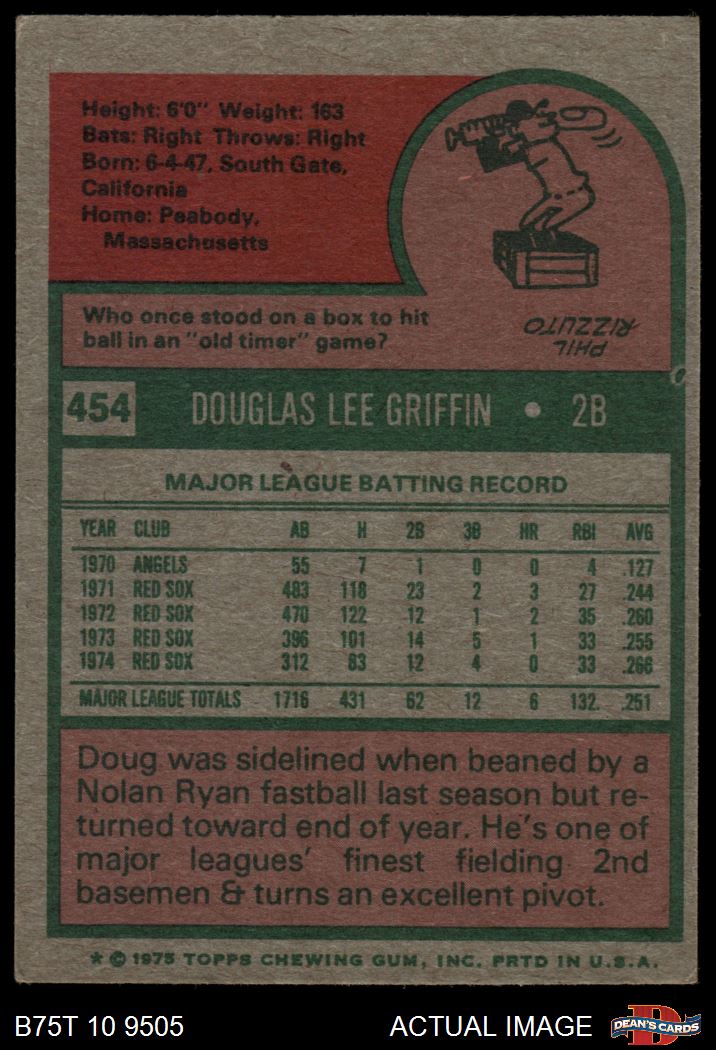 Height: 6'0" Weight: 163
Bats: Right Throws: Right
Born: 6-4-47, South Gate,
California
Home: Peabody,
Massachusetts
Who once stood on a box to hit
ball in an "old timer" game?
PHIL
RIZZUTO
454 DOUGLAS LEE GRIFFIN • 2B
MAJOR LEAGUE BATTING RECORD
YEAR CLUB AB H 2B 3B HR RBI AVG
1970 ANGELS 55 7 1 0 0 4 .127
1971 RED SOX 483 118 23 2 3 27 .244
1972 RED SOX 470 122 12 1 2 35 .260
1973 RED SOX 396 101 14 5 1 33 .255
1974 RED SOX 312 83 12 4 0 33 .266
MAJOR LEAGUE TOTALS 1716 431 62 12 6 132. .251
Doug was sidelined when beaned by a
Nolan Ryan fastball last season but re-
turned toward end of year. He's one of
major leagues' finest fielding 2nd
basemen & turns an excellent pivot.
* © 1975 TOPPS CHEWING GUM, INC. PRTD IN U.S.A.
B75T 10 9505 ACTUAL IMAGE DEAN'S CARDS